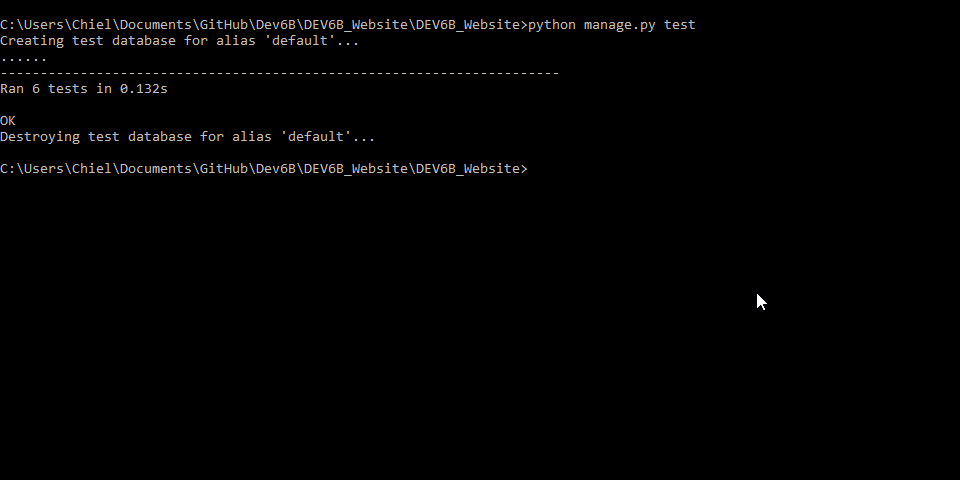 C:\Users\Chiel\Documents\GitHub\Dev6B\DEV6B_Website\DEV6B_Website>python manage.py test
Creating test database for alias 'default'...
......
----------------------------------------------------------------------
Ran 6 tests in 0.132s
OK
Destroying test database for alias 'default'...
C:\Users\Chiel\Documents\GitHub\Dev6B\DEV6B_Website\DEV6B_Website>